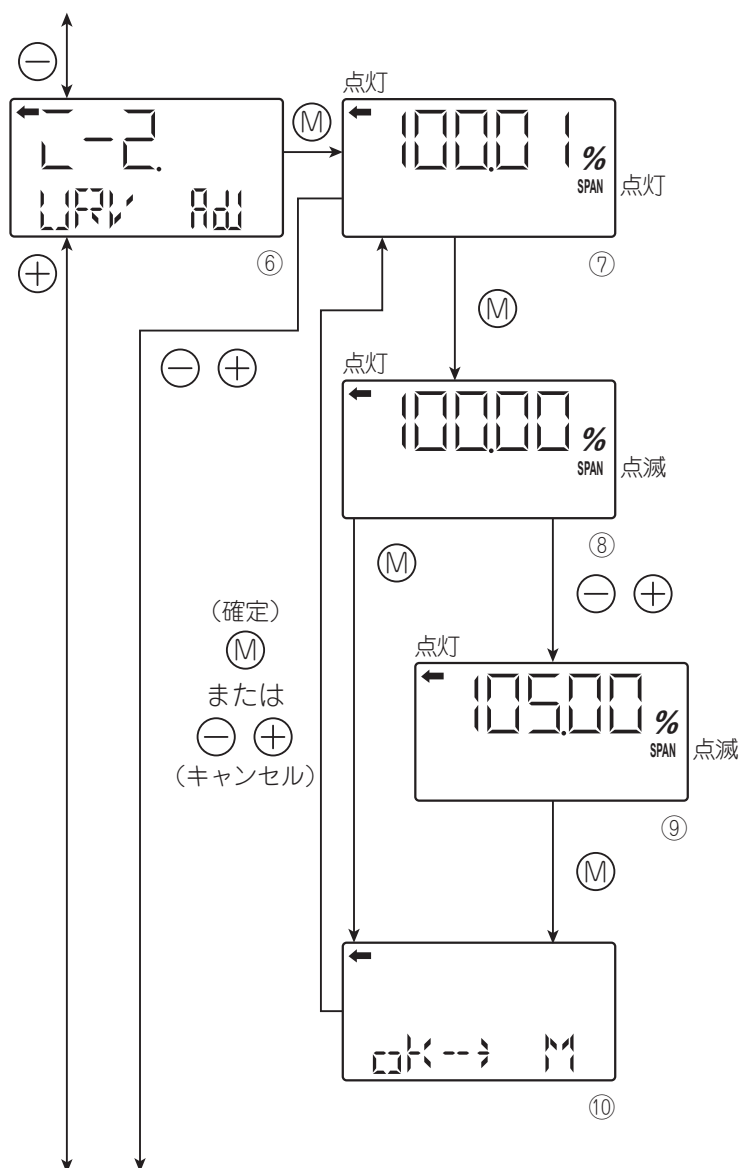 ⊖
点灯
Ⓜ
C-2.
URV Adj
⑥
100.01 %
SPAN 点灯
⑦
⊕
Ⓜ
⊖ ⊕
点灯
100.00 %
SPAN 点滅
⑧
Ⓜ
⊖ ⊕
(確定)
Ⓜ
または
⊖ ⊕
(キャンセル)
点灯
105.00 %
SPAN 点滅
⑨
Ⓜ
oK--→ M
⑩